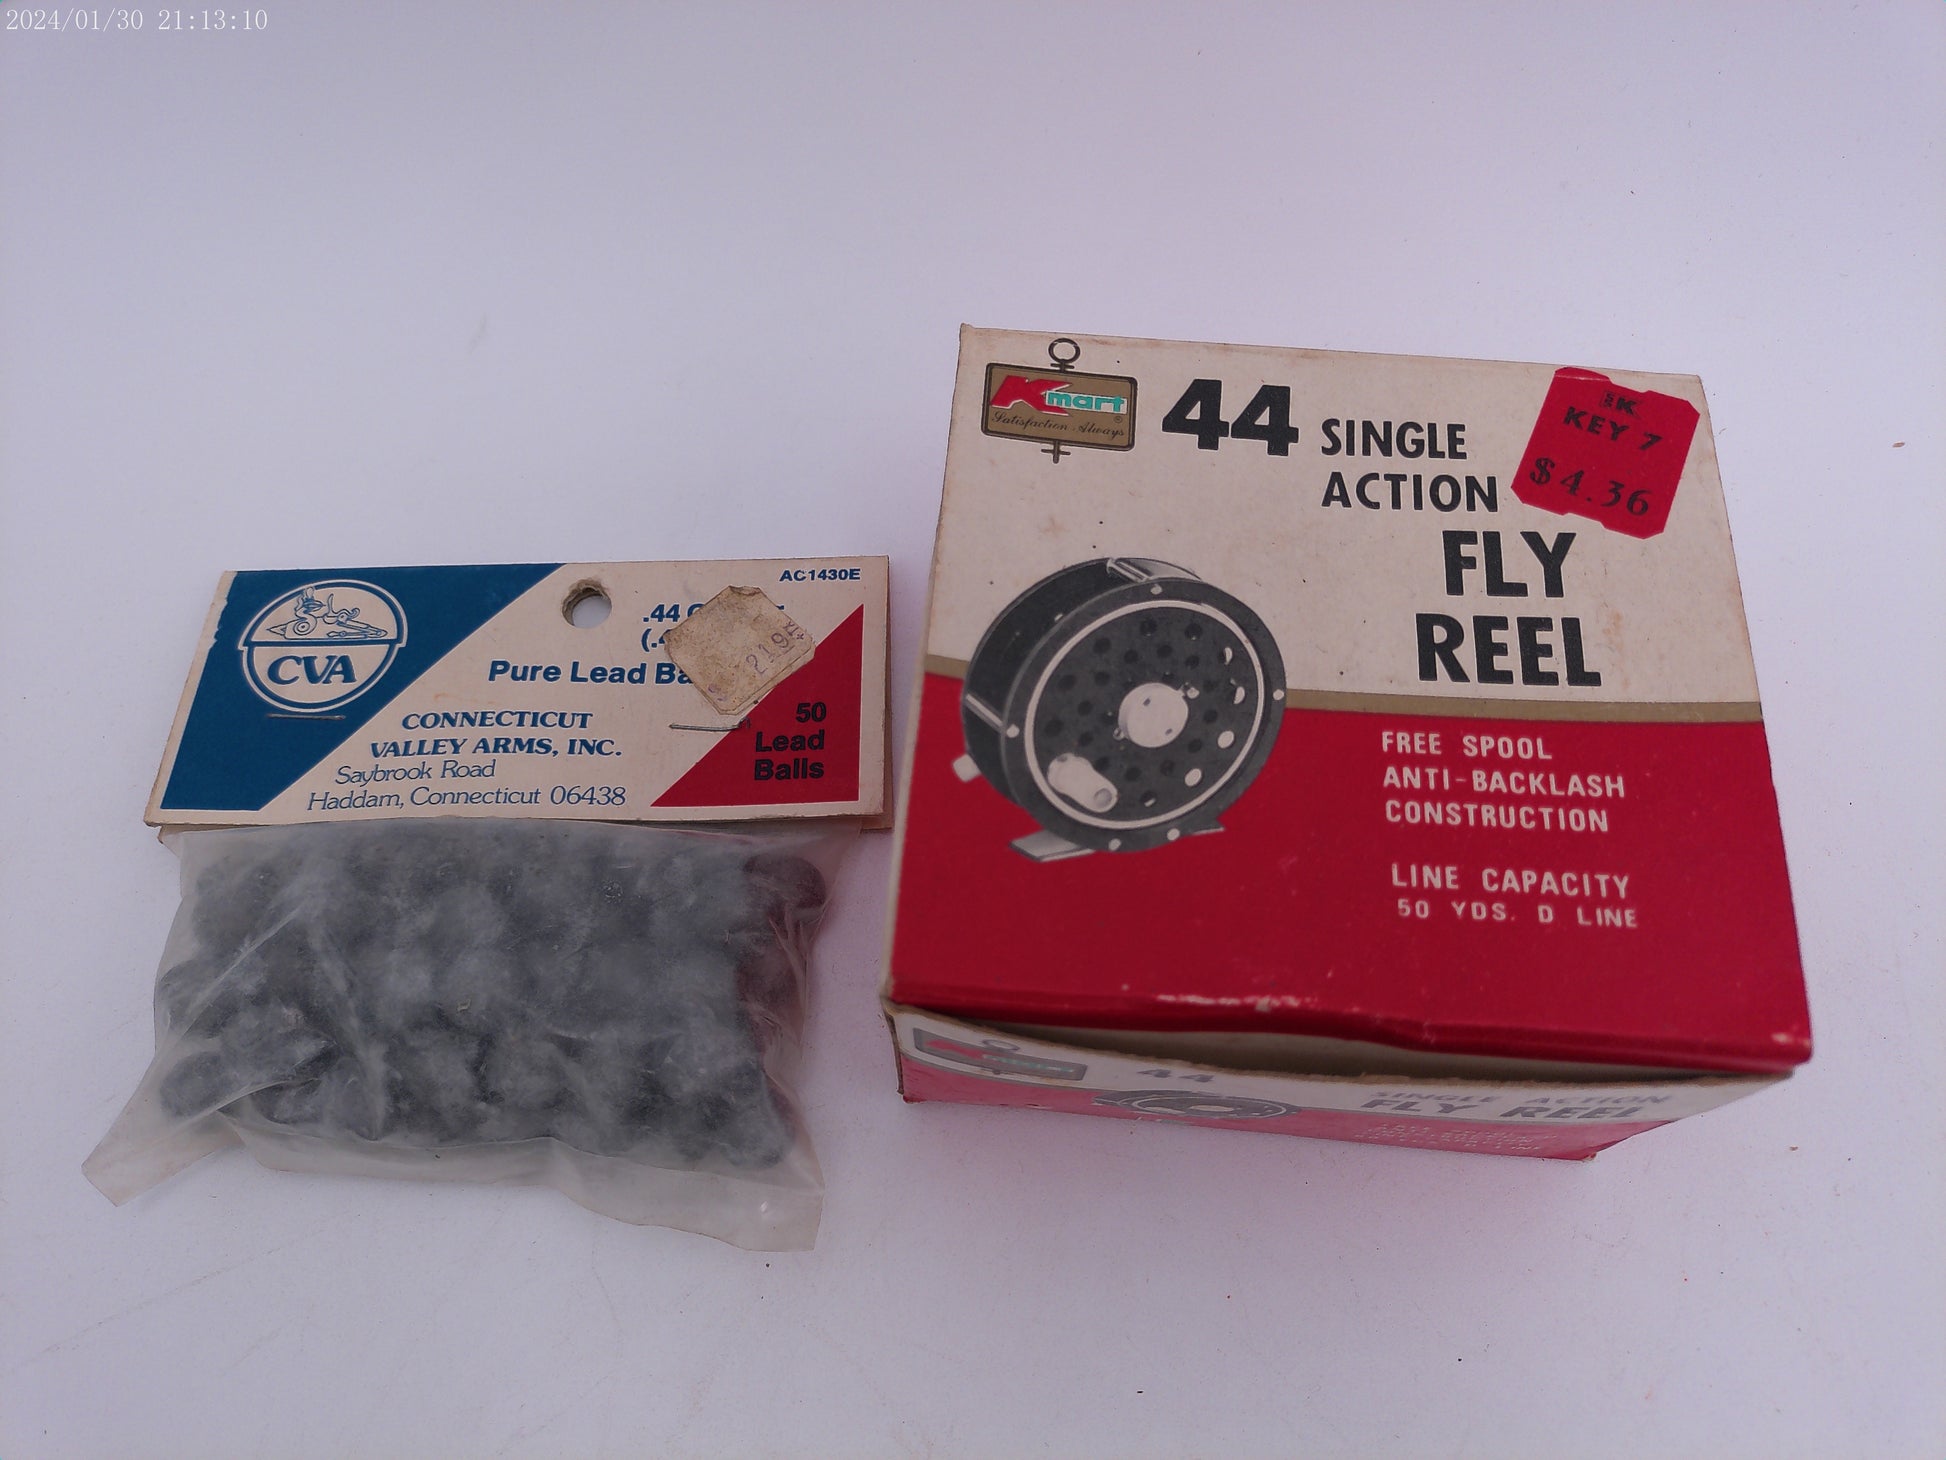 2024/01/30 21:13:10
AC1430E
CVA
.44
Pure Lead
CONNECTICUT
VALLEY ARMS, INC.
Saybrook Road
Haddam, Connecticut 06438
50
Lead
Balls
Kmart
Satisfaction Always
44 SINGLE
ACTION
FLY
REEL
KEY 7
$4.36
FREE SPOOL
ANTI-BACKLASH
CONSTRUCTION
LINE CAPACITY
50 YDS. D LINE
44
SINGLE ACTION
FLY REEL